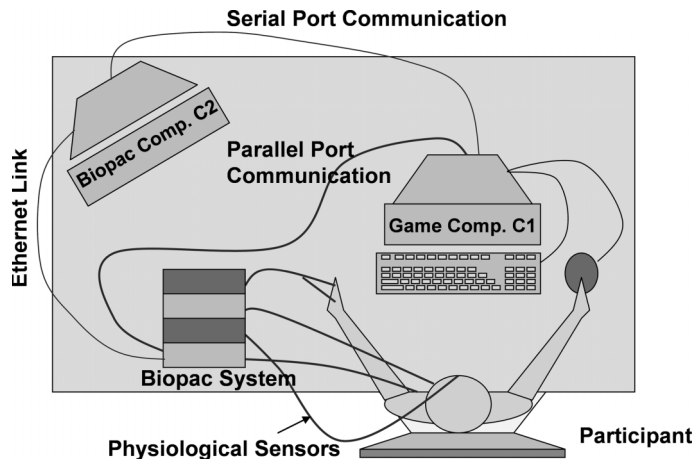 Serial Port Communication
Biopac Comp. C2
Parallel Port
Communication
Game Comp. C1
Ethernet Link
Biopac System
Physiological Sensors
Participant